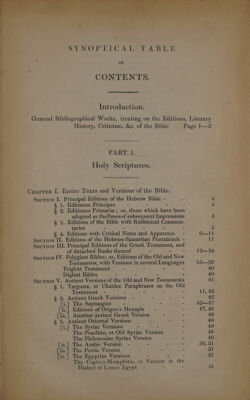 SYNOPTICAL TABLE
OF
CONTENTS.
Introduction.
General Bibliographical Works, treating on the Editions, Literary
History, Criticism, &c. of the Bible Page 1—3
PART I.
Holy Scriptures.
CHAPTER I. Entire Texts and Versions of the Bible.
SECTION I. Principal Editions of the Hebrew Bible - 4
§ 1. Editiones Principes 4
§ 2. Editiones Primariæ; or, those which have been
adopted as the Bases of subsequent Impressions 5
§ 3. Editions of the Bible with Rabbinical Commen-
taries 5
§ 4. Editions with Critical Notes and Apparatus 6—11
SECTION II. Editions of the Hebræo-Samaritan Pentateuch - 11
SECTION III. Principal Editions of the Greek Testament, and
of detached Books thereof
SECTION IV. Polyglott Bibles; or, Editions of the Old and New
Testaments, with Versions in several Languages
Triglott Testament 40
Diglott Bibles 40
SECTION V. Antient Versions of the Old and New Testaments 41
§ 1. Targums, or Chaldee Paraphrases on the Old
Testament 41, 42
§ 2. Antient Greek Versions 42
[i.] The Septuagint 42—47
[ii.] Editions of Origen's Hexapla 47, 48
[iii.] Another antient Greek Version 48
§ 3. Antient Oriental Versions 48
[i.] The Syriac Versions 48
The Peschito, or Old Syriac Version 48
The Philoxenian Syriac Version 49
[ii.] The Arabic Version 50, 51
[iii.] The Persic Version 51
[iv.] The Egyptian Versions 51
The Coptico-Memphitic, or Version in the
Dialect of Lower Egypt 51